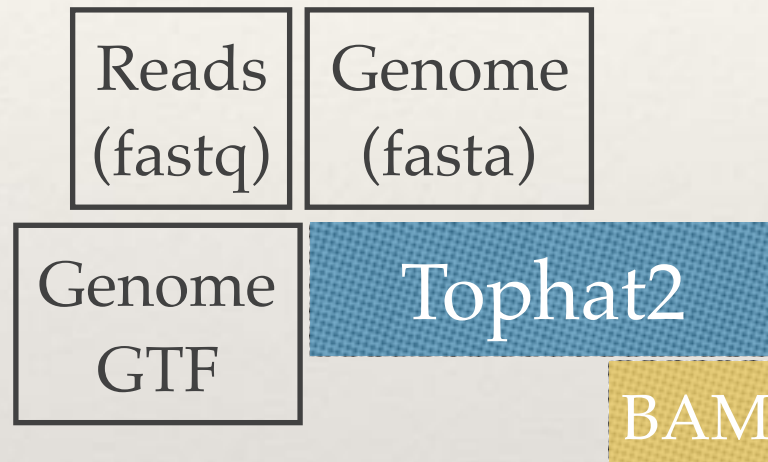 Reads
(fastq)
Genome
(fasta)
Genome
GTF
Tophat2
BAM